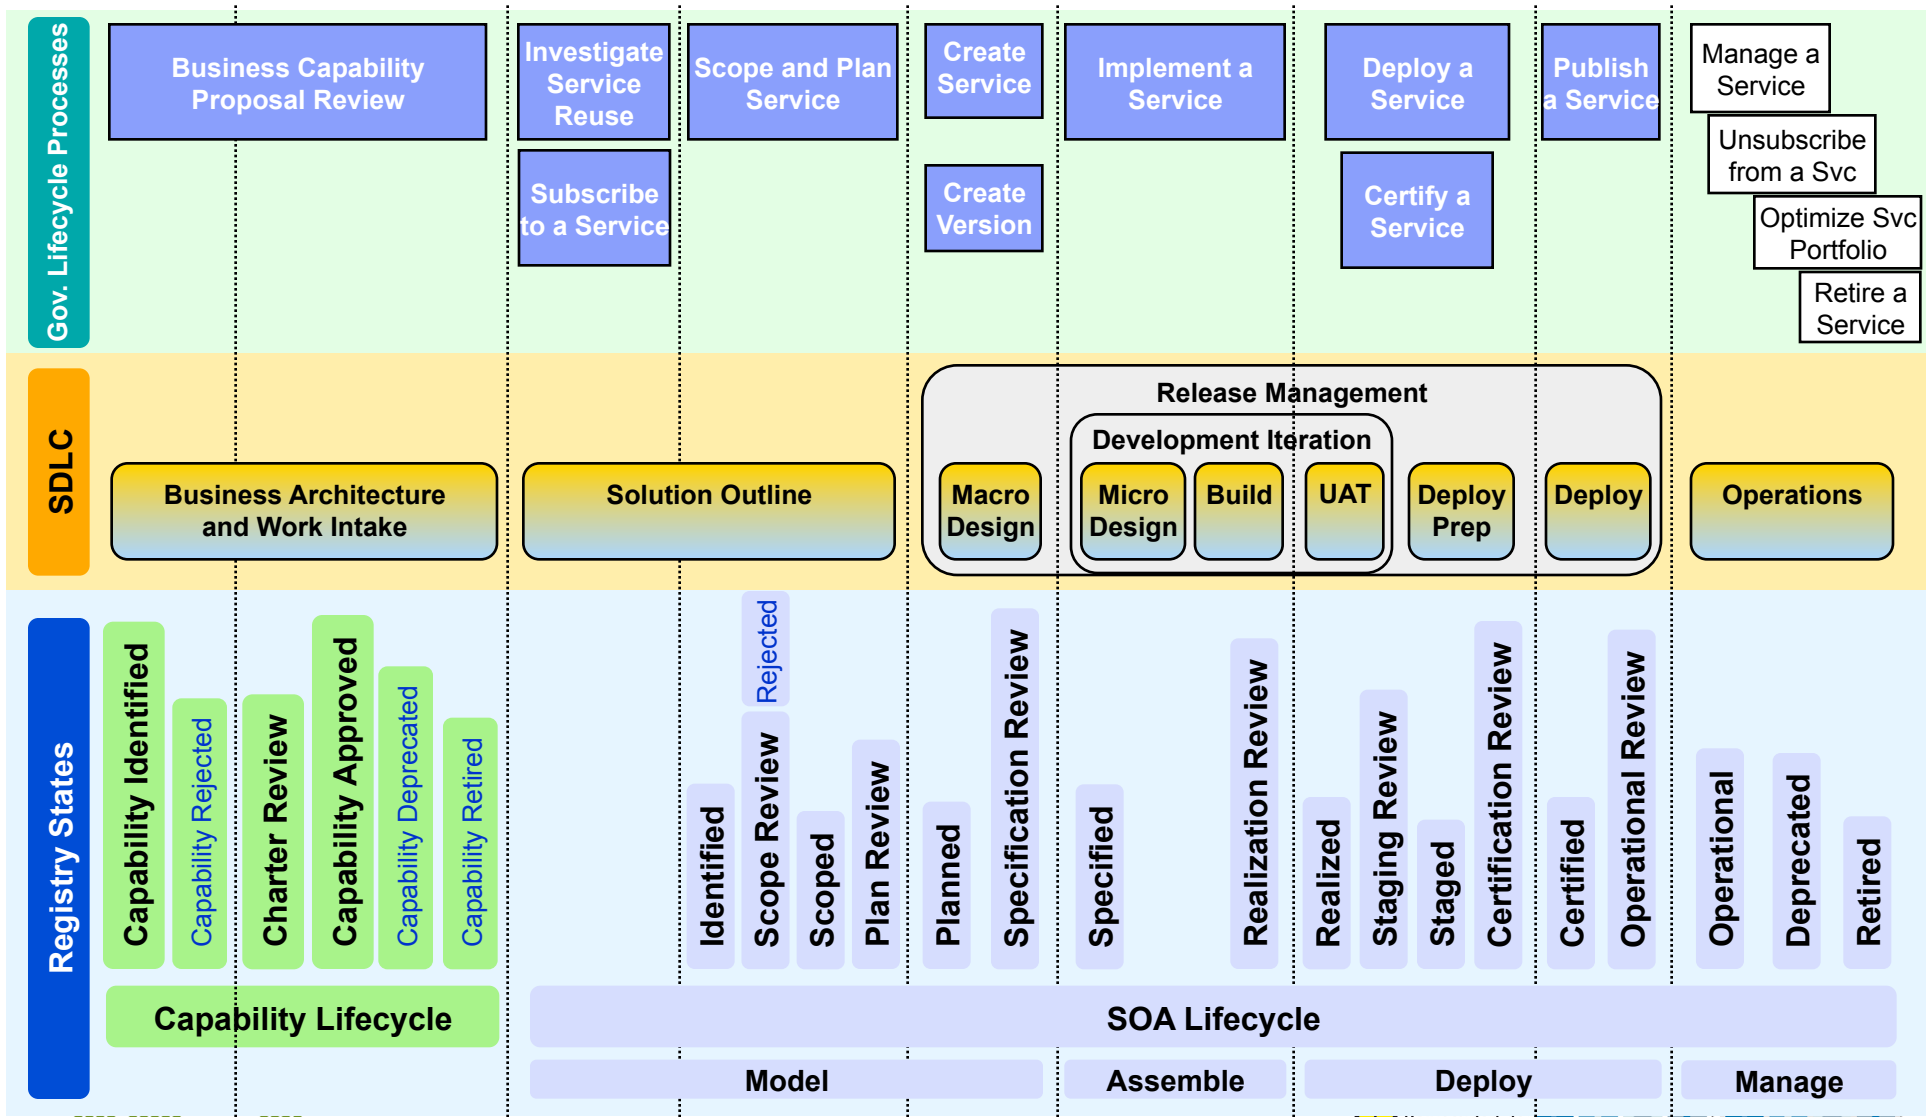 Gov. Lifecycle Processes
Business Capability
Proposal Review
Investigate
Service
Reuse
Scope and Plan
Service
Create
Service
Implement a
Service
Deploy a
Service
Publish
a Service
Manage a
Service
Unsubscribe
from a Svc
Subscribe
to a Service
Create
Version
Certify a
Service
Optimize Svc
Portfolio
Retire a
Service
SDLC
Release Management
Development Iteration
Business Architecture
and Work Intake
Solution Outline
Macro
Design
Micro
Design
Build
UAT
Deploy
Prep
Deploy
Operations
Registry States
Capability Identified
Capability Rejected
Charter Review
Capability Approved
Capability Deprecated
Capability Retired
Identified
Rejected
Scope Review
Scoped
Plan Review
Planned
Specification Review
Specified
Realization Review
Realized
Staging Review
Staged
Certification Review
Certified
Operational Review
Operational
Deprecated
Retired
Capability Lifecycle
SOA Lifecycle
Model
Assemble
Deploy
Manage